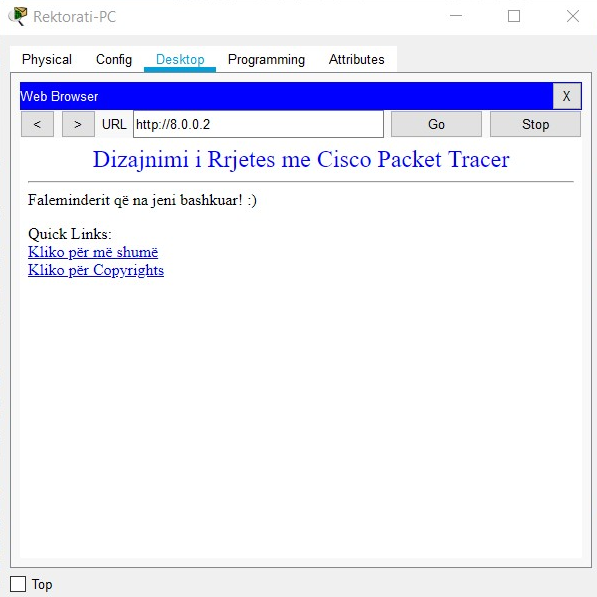 Rektorati-PC
Physical Config Desktop Programming Attributes
Web Browser X
< > URL http://8.0.0.2 Go Stop
Dizajnimi i Rrjetes me Cisco Packet Tracer
Faleminderit që na jeni bashkuar! :)
Quick Links:
Kliko për më shumë
Kliko për Copyrights
Top